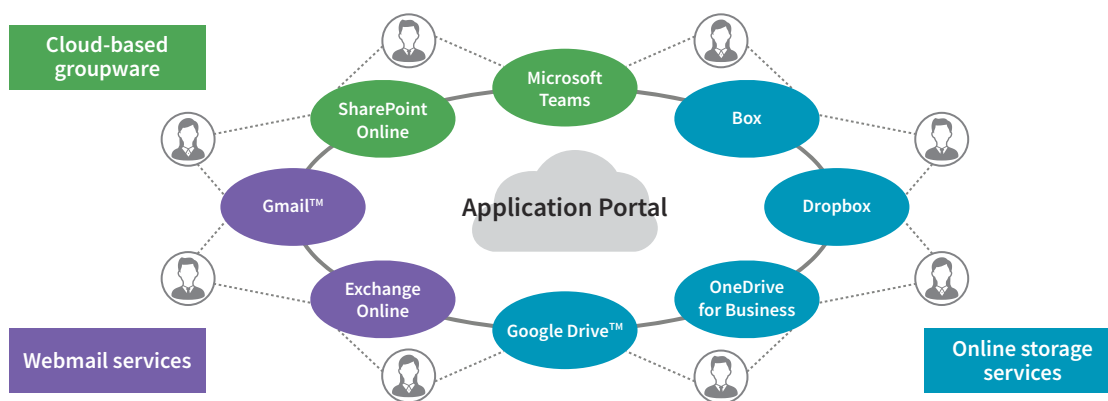 Cloud-based
groupware
Microsoft
Teams
SharePoint
Online
Box
Gmail™
Application Portal
Dropbox
Exchange
Online
OneDrive
for Business
Google Drive™
Webmail services
Online storage
services